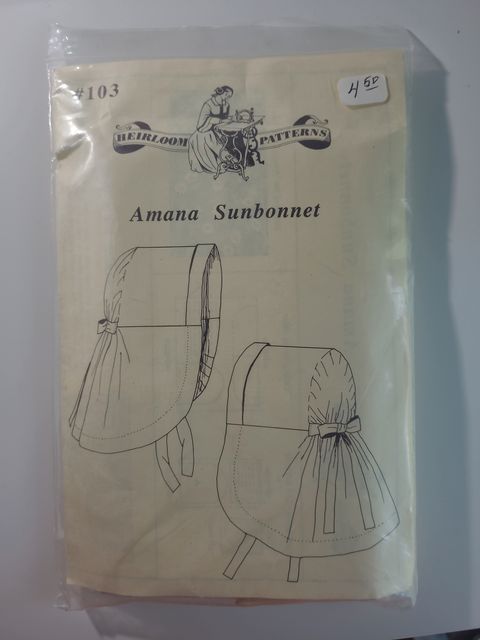 #103
4 50
HEIRLOOM PATTERNS
Amana Sunbonnet